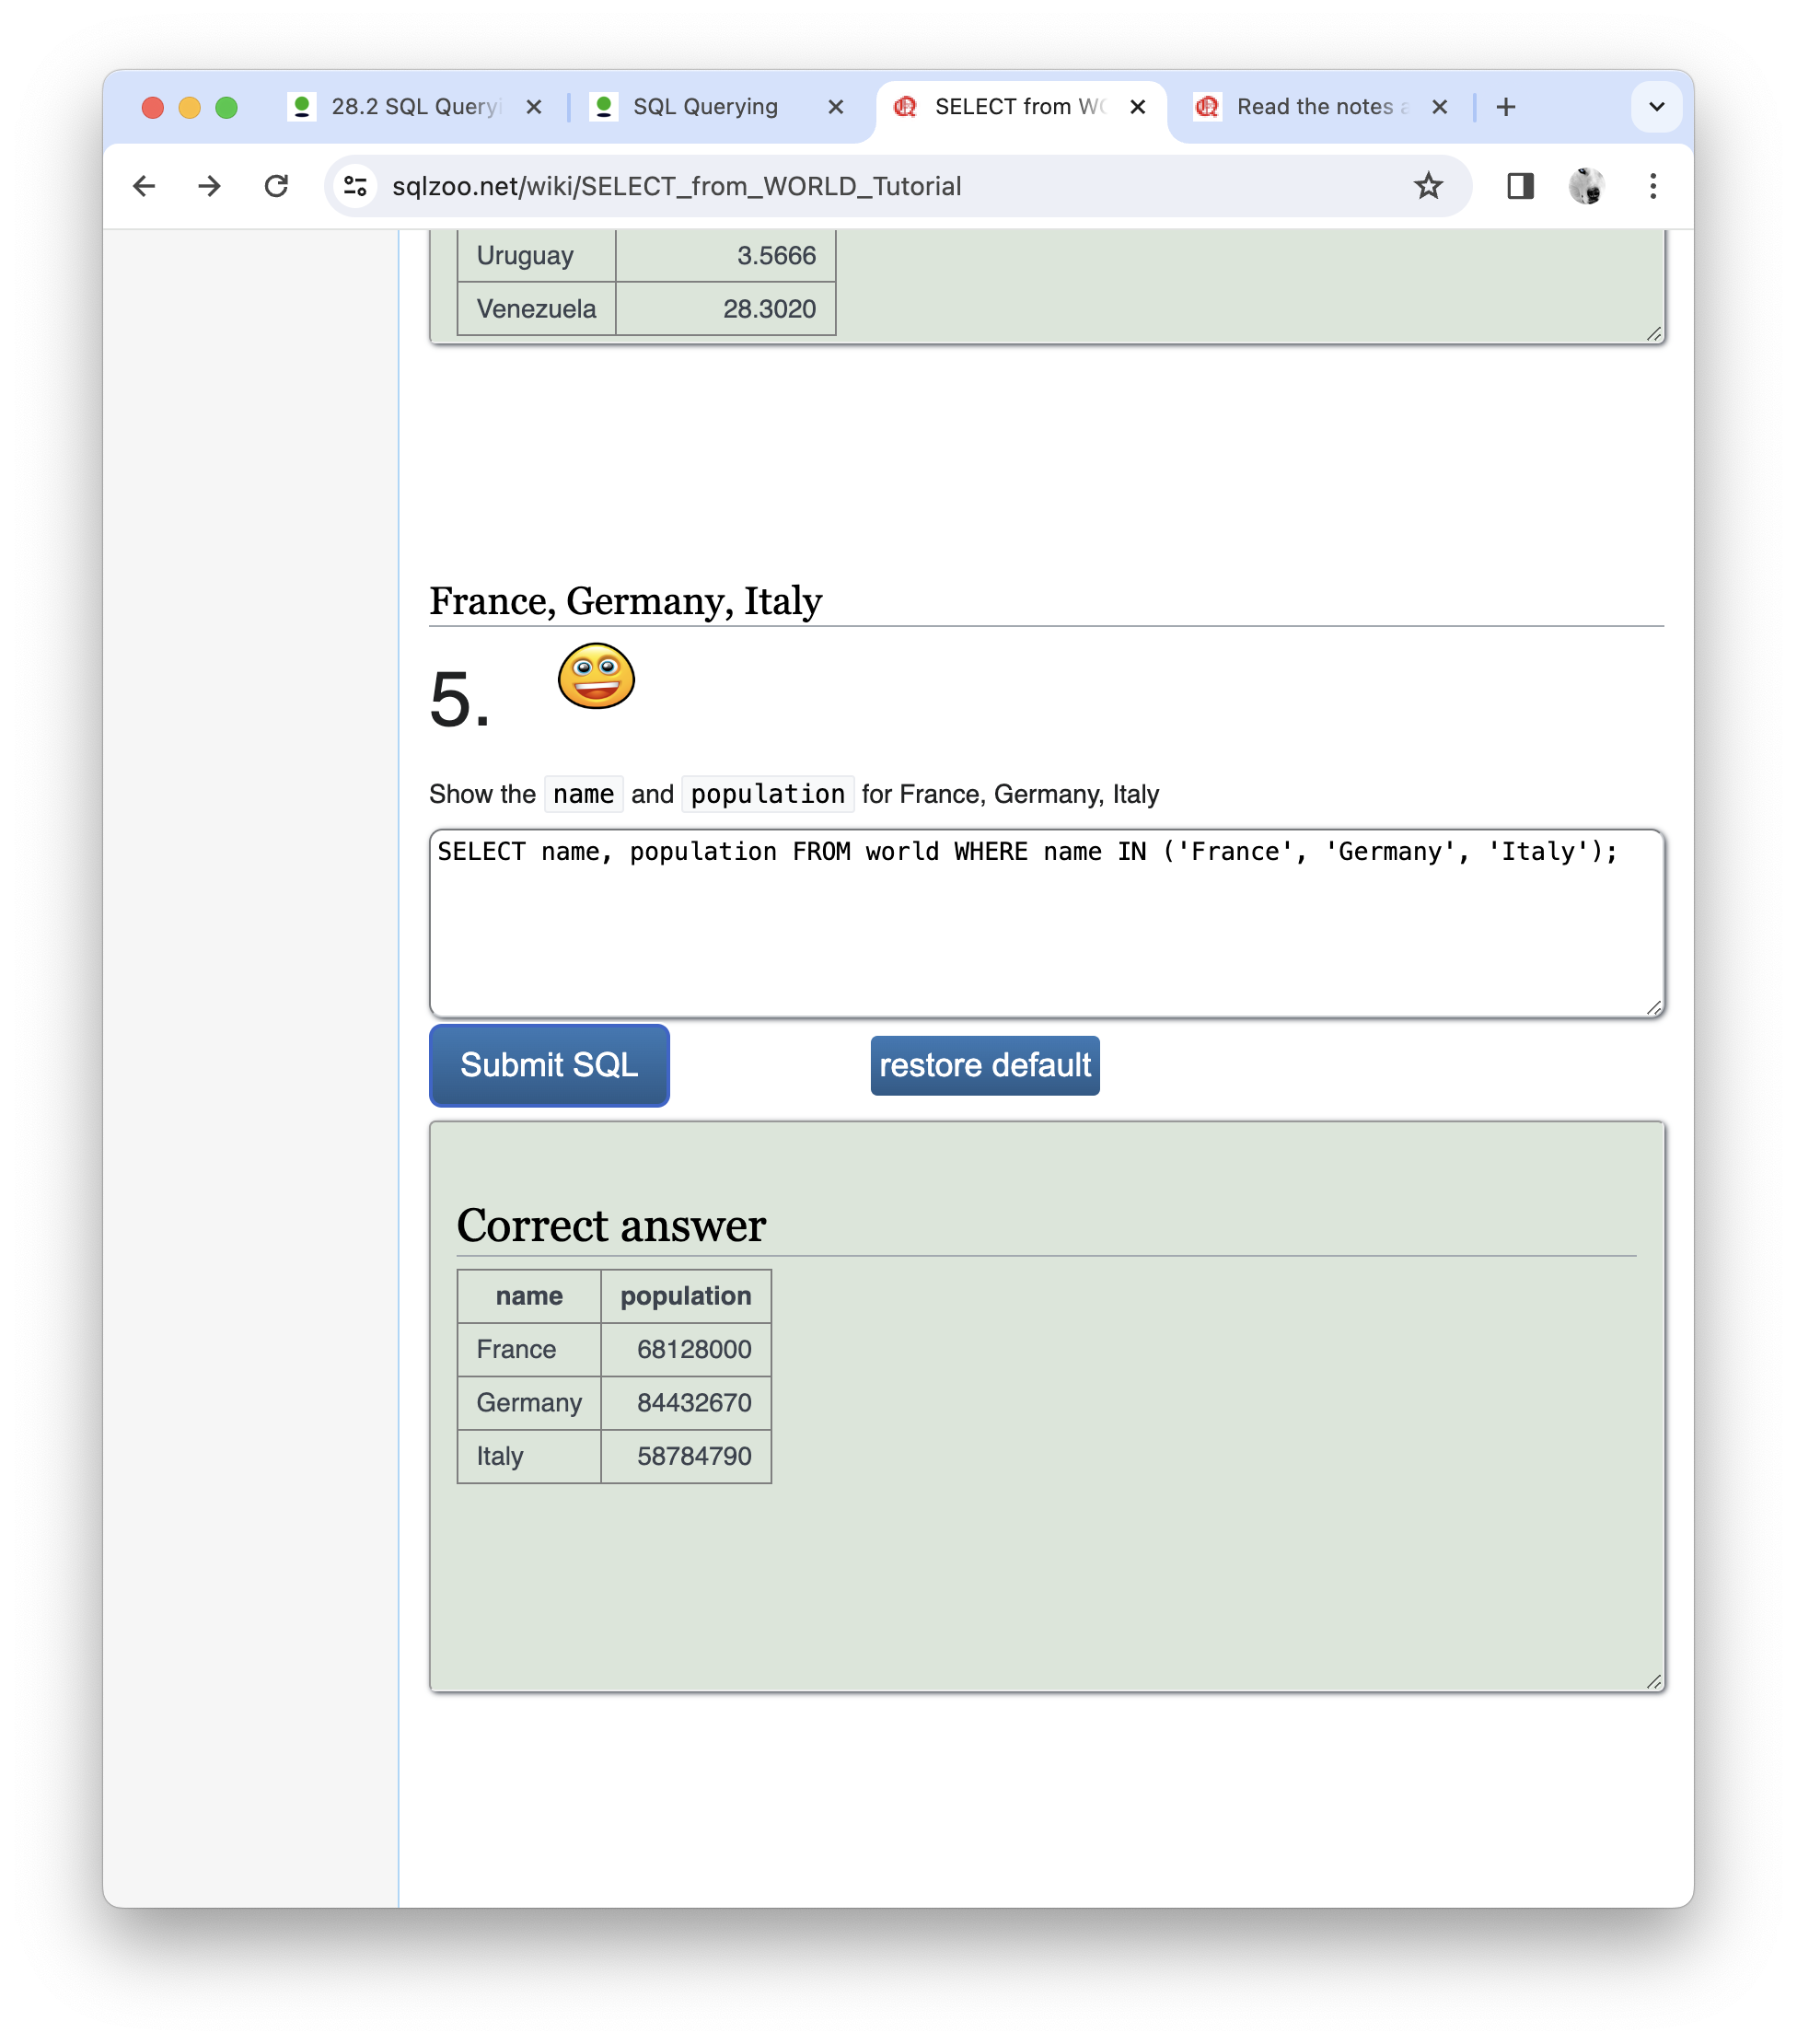 28.2 SQL Queryi
SQL Querying
SELECT from WO
Read the notes a
sqlzoo.net/wiki/SELECT_from_WORLD_Tutorial
Uruguay 3.5666
Venezuela 28.3020
France, Germany, Italy
5.
Show the name and population for France, Germany, Italy
SELECT name, population FROM world WHERE name IN ('France', 'Germany', 'Italy');
Submit SQL restore default
Correct answer
name population
France 68128000
Germany 84432670
Italy 58784790